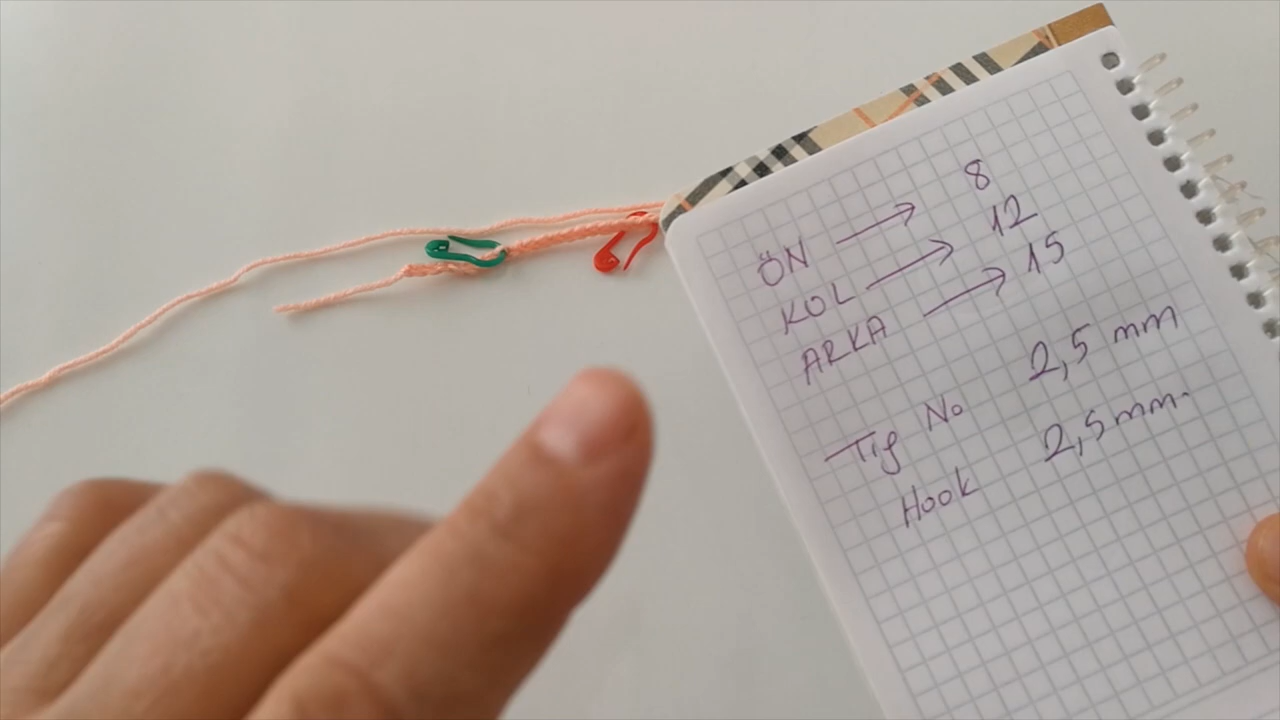 ÖN → 8
KOL → 12
ARKA → 15
Tığ No 2,5 mm
Hook 2,5 mm.